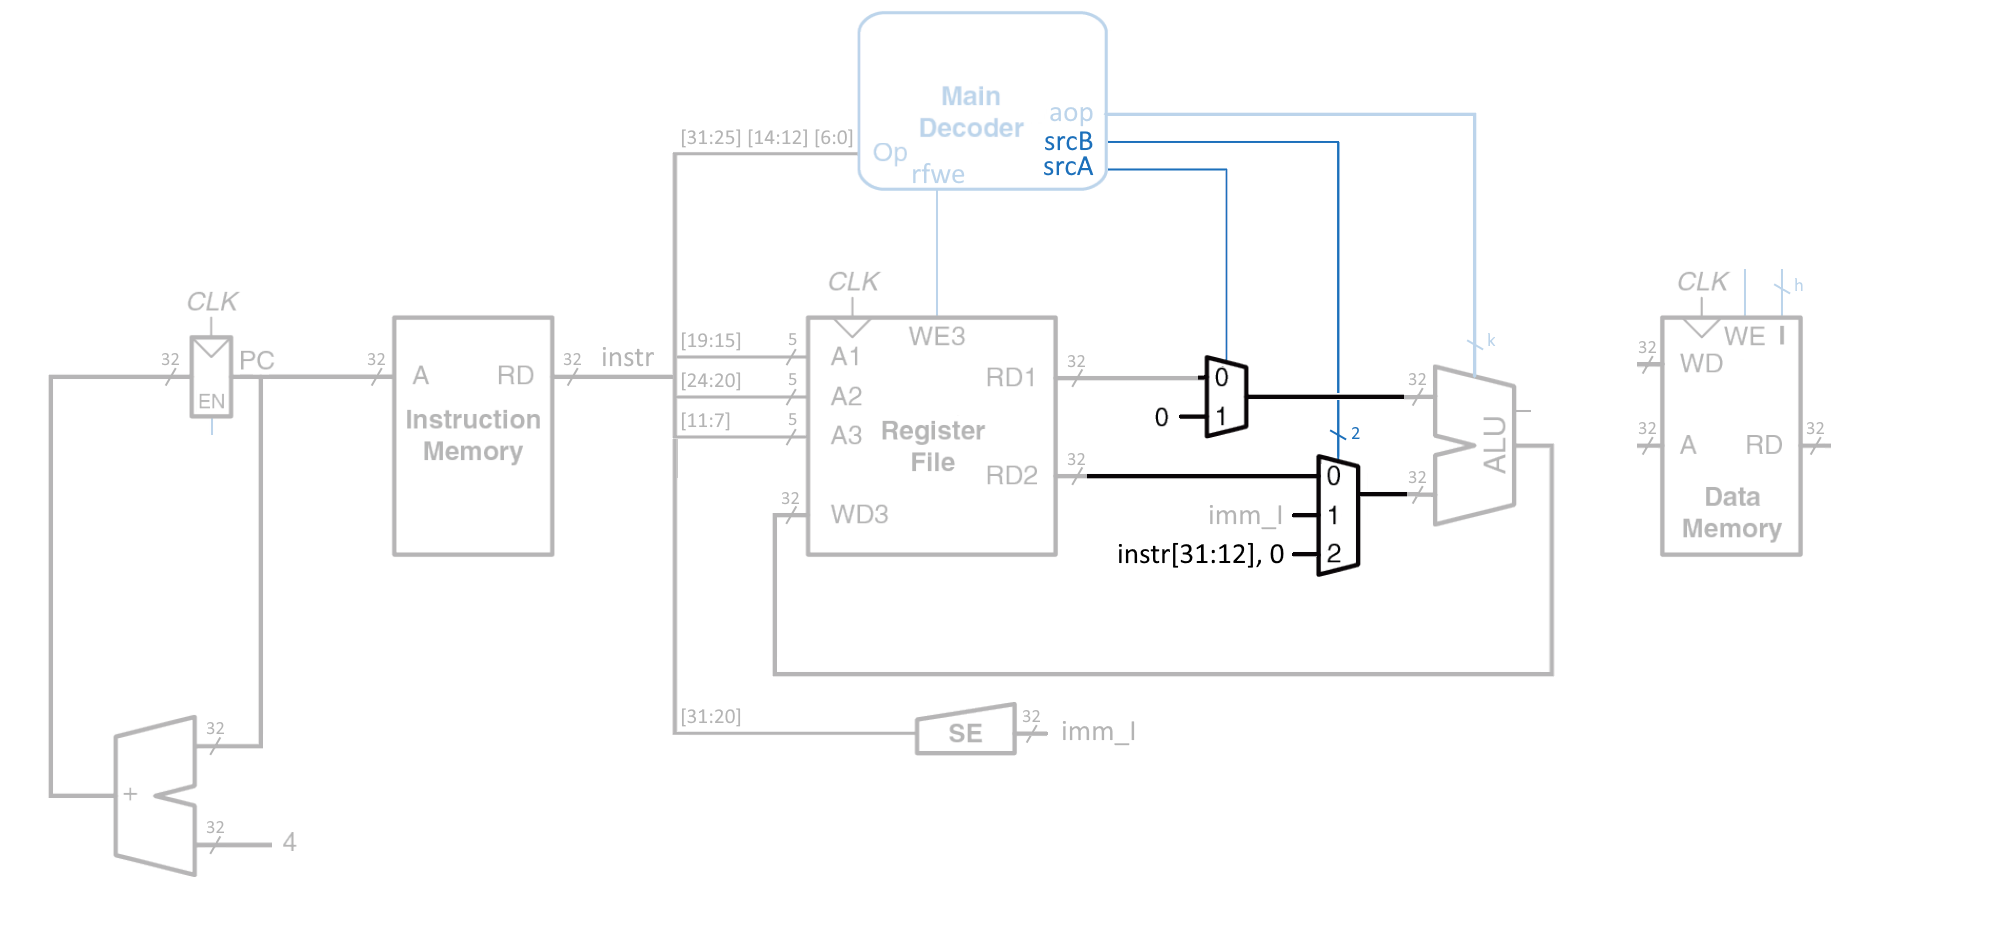 Main
Decoder
aop
srcB
srcA
Op
rfwe
[31:25] [14:12] [6:0]
CLK
CLK
CLK
h
32
PC
EN
32
A
RD
Instruction
Memory
32
instr
[19:15]
5
A1
[24:20]
5
A2
[11:7]
5
A3
WE3
RD1
32
Register
File
RD2
32
32
WD3
0
1
0
2
0
1
2
imm_I
instr[31:12], 0
32
32
k
ALU
WE
I
32
WD
32
A
RD
32
Data
Memory
[31:20]
SE
32
imm_I
32
+
32
4